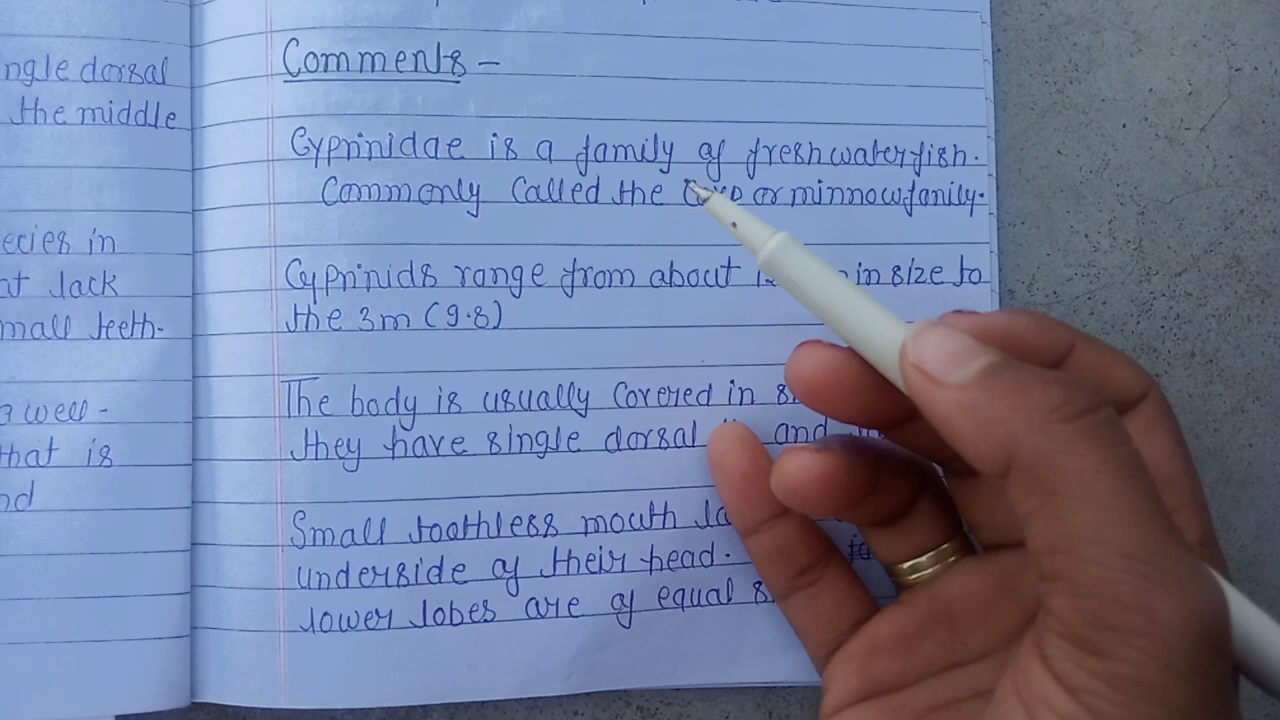 ngle dorsal
the middle
ecies in
at lack
mall teeth.
a well-
that is
nd
Comments -
Cyprinidae is a family of freshwater fish.
Commonly called the or minnow fanily.
Cyprinids range from about in size to
the 3m (9.8)
The body is usually covered in
they have single dorsal and
Small toothless mouth
underside of their head.
lower lobes are of equal